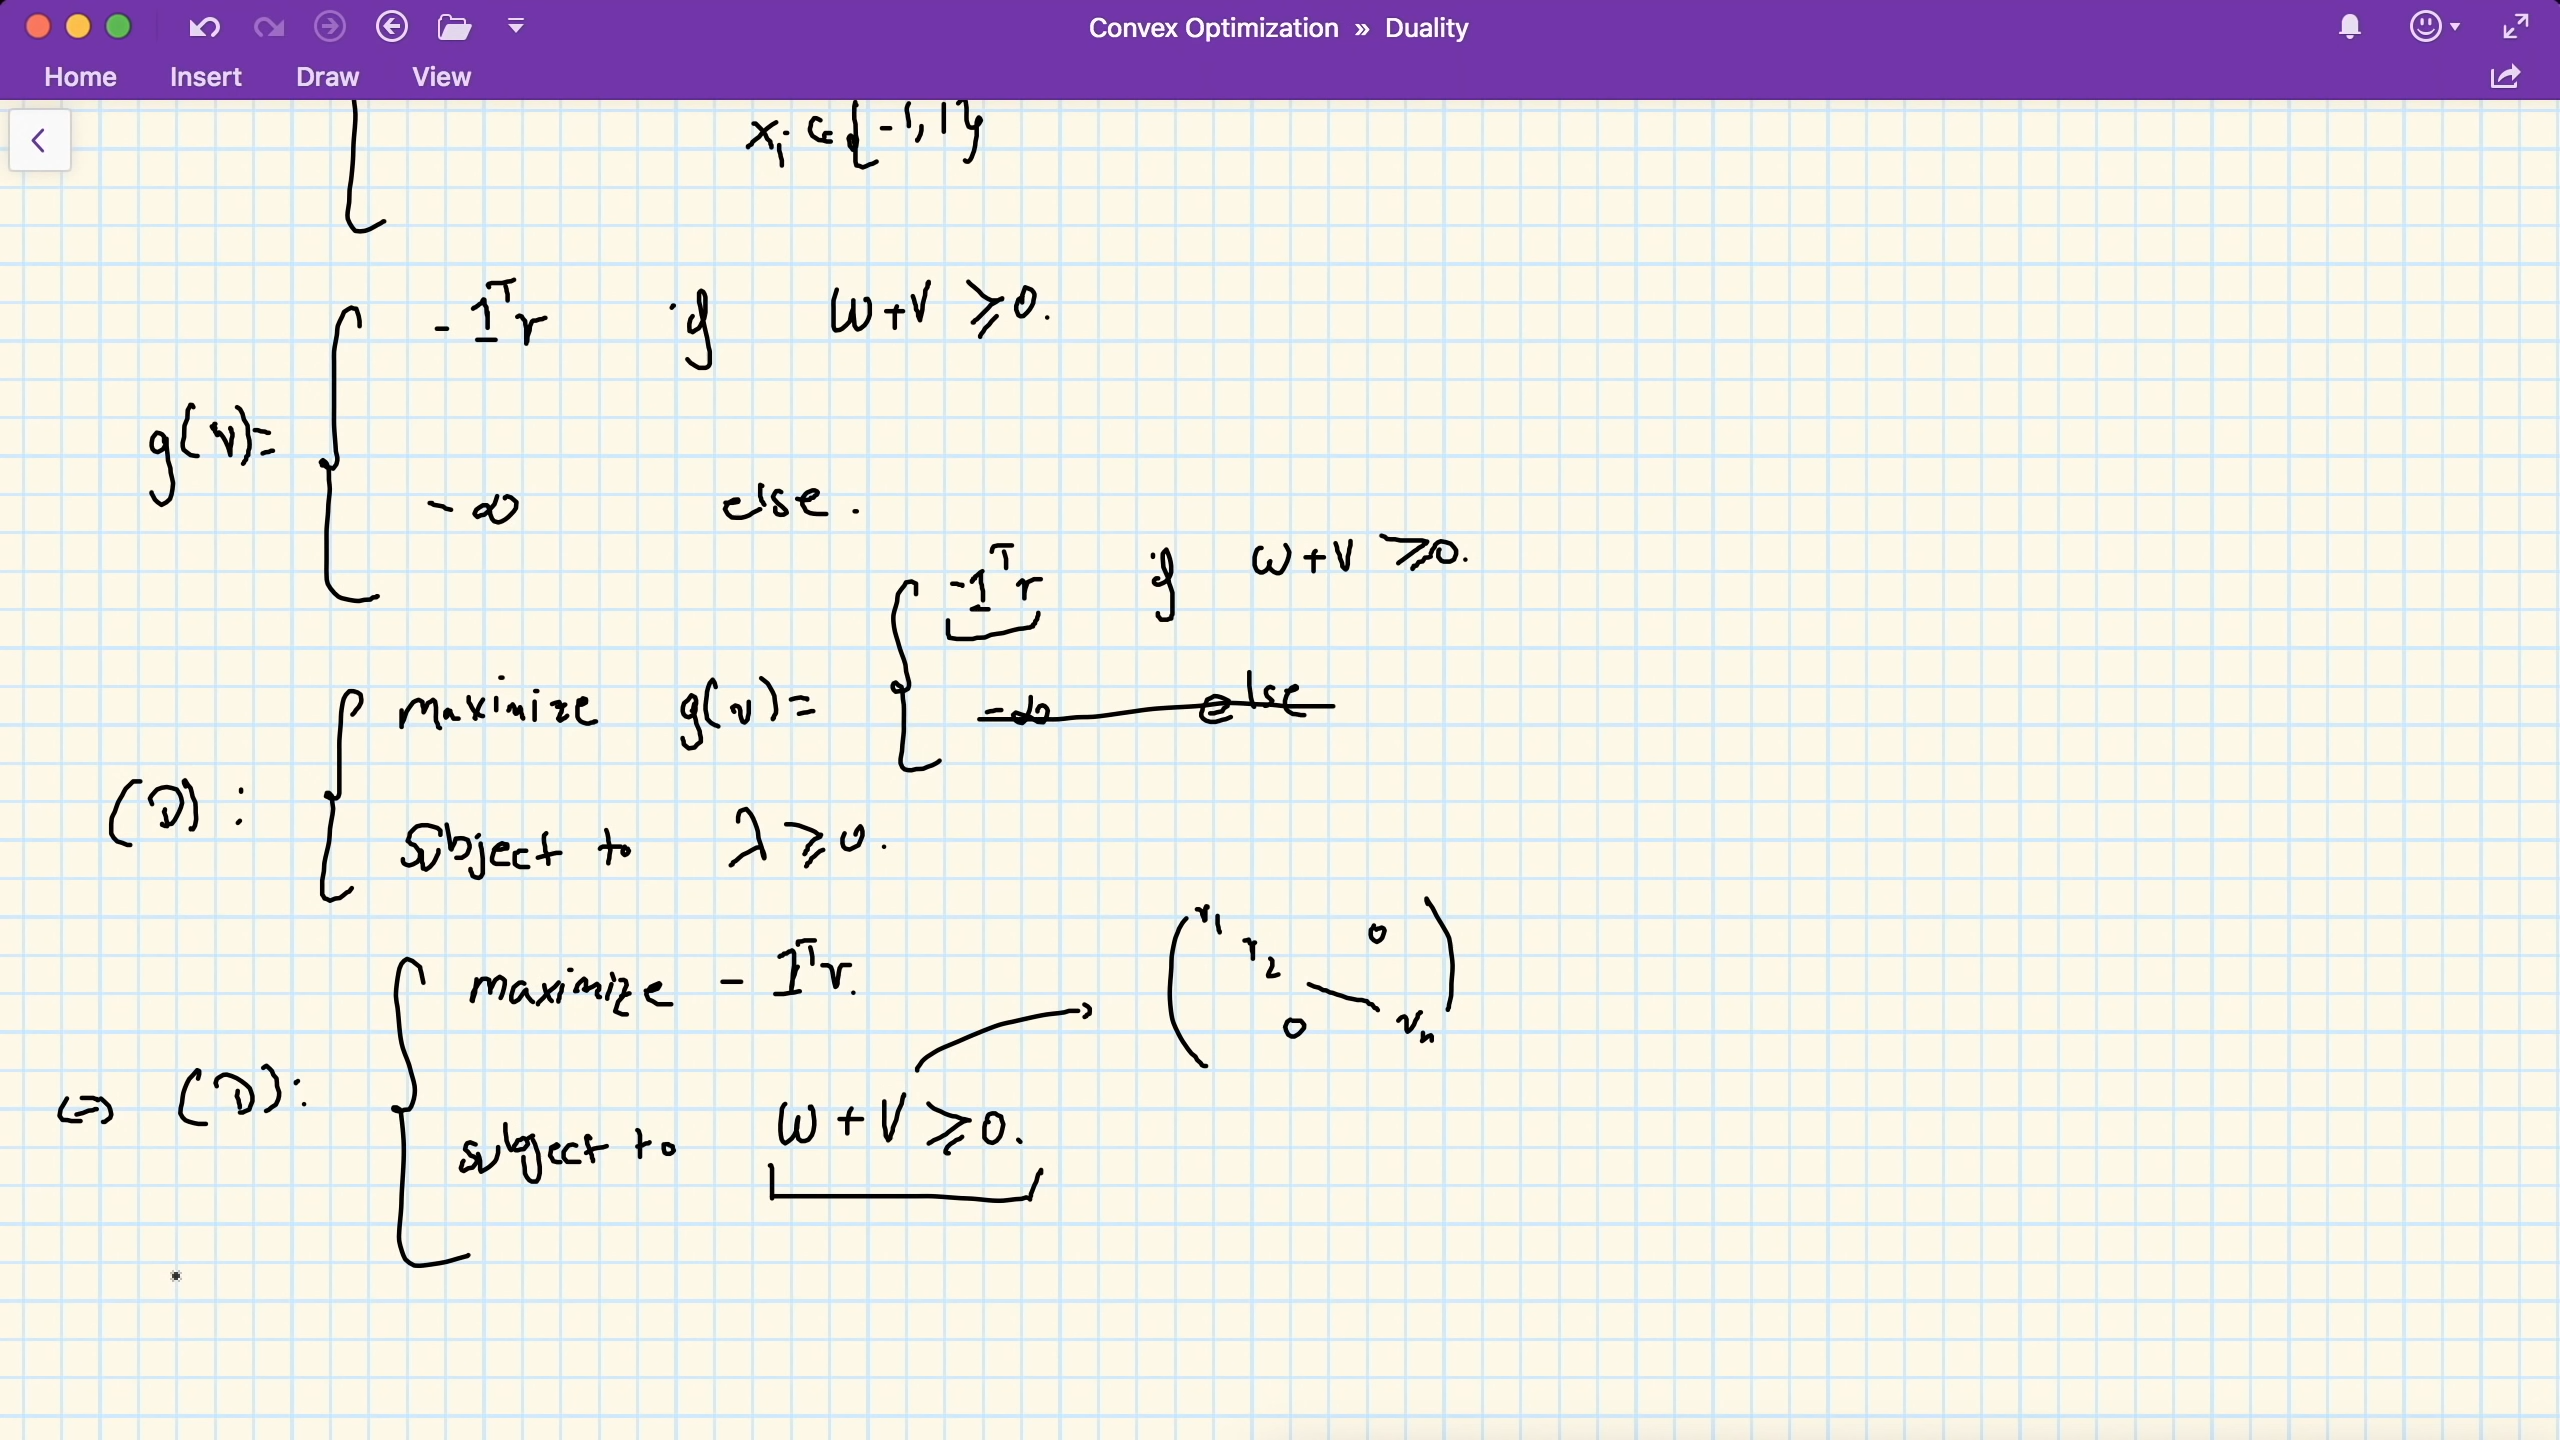 Convex Optimization » Duality
Home Insert Draw View
xᵢ ∈ {-1, 1}
g(ν) = { -1ᵀν if W + V ≽ 0.
-∞ else.
(D): { maximize g(ν) = { -1ᵀν if W + V ≽ 0.
-∞ else
subject to λ ≥ 0.
⇔ (D): { maximize - 1ᵀν.
subject to W + V ≽ 0.
ν₁ 0
ν₂
0 νₙ